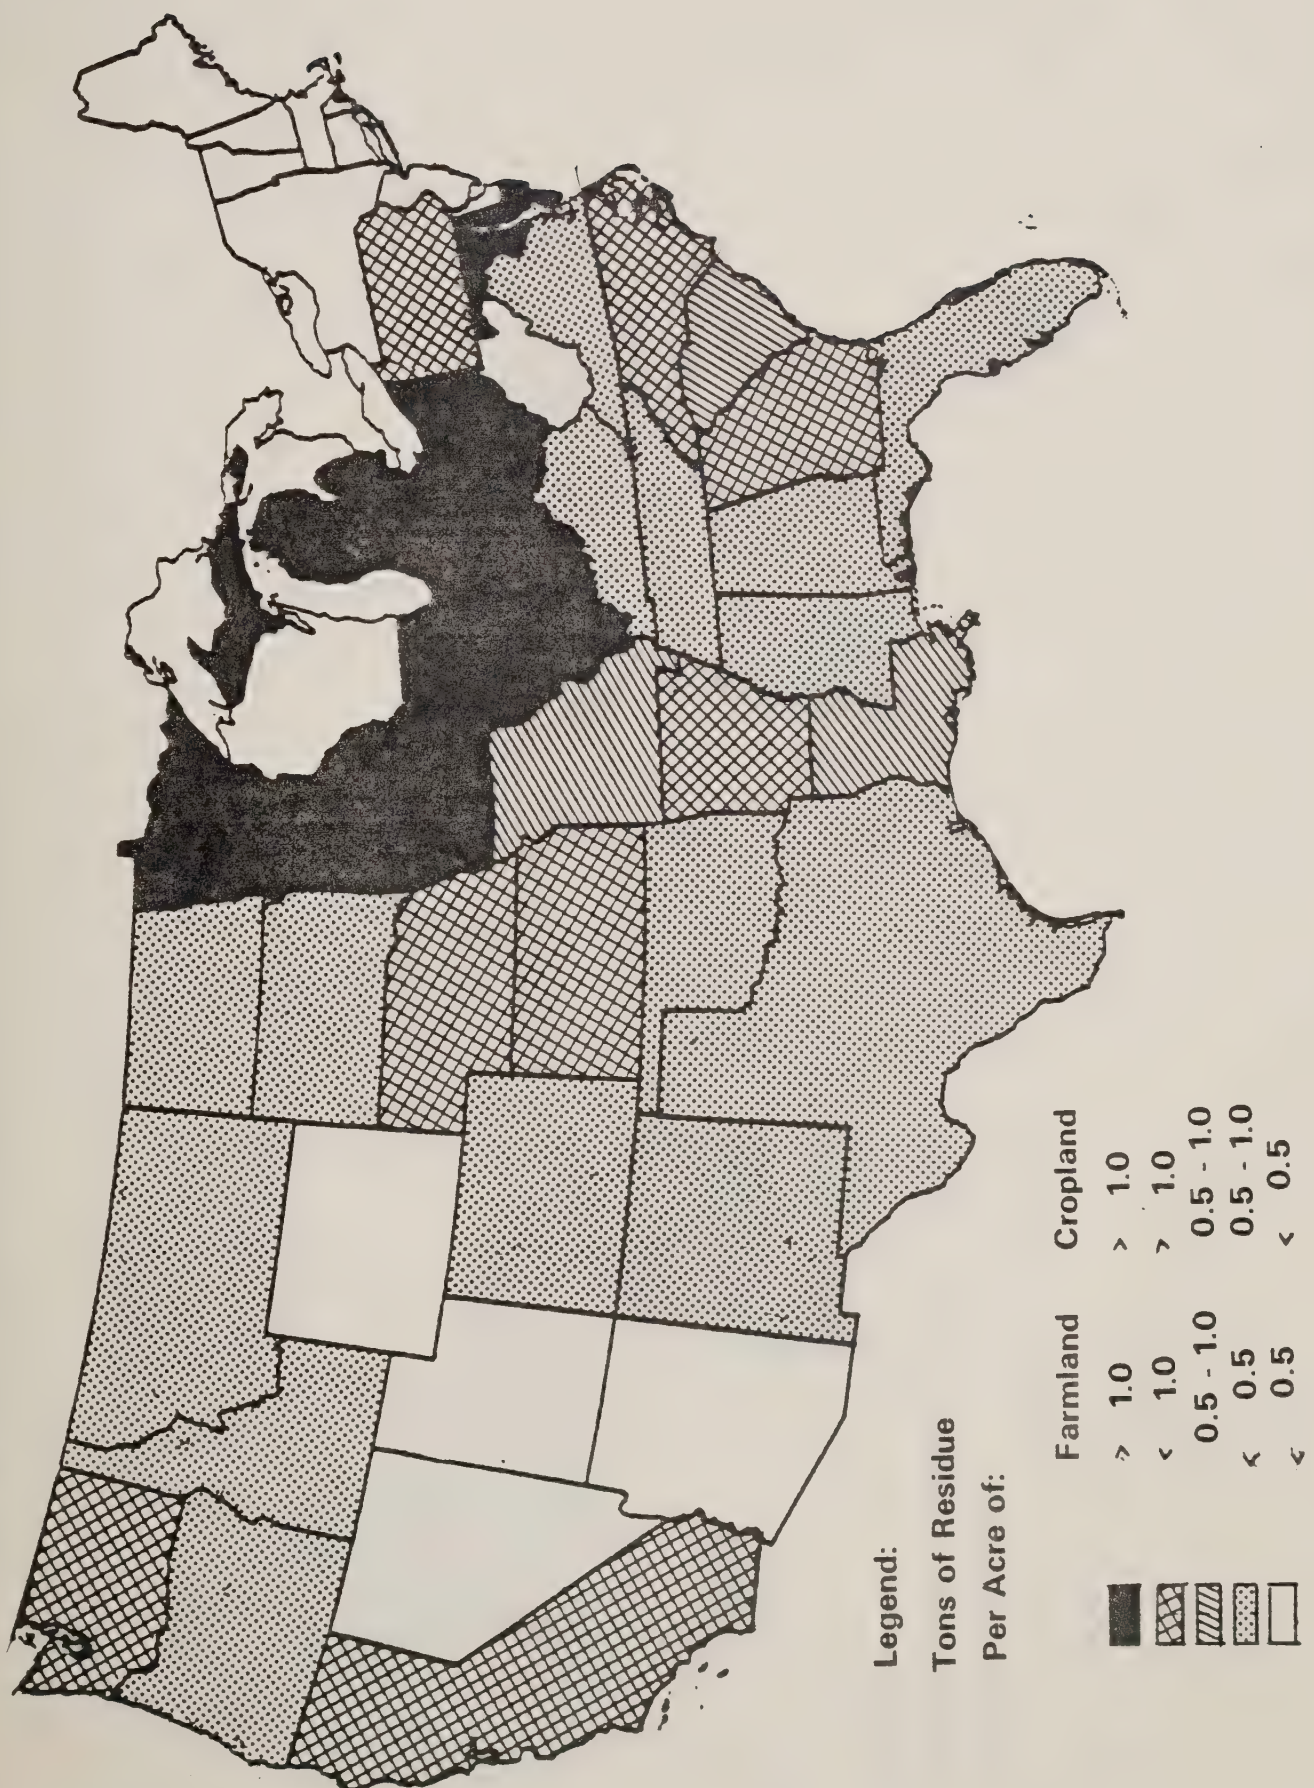 Legend:
Tons of Residue
Per Acre of:
Farmland Cropland
> 1.0 > 1.0
< 1.0 > 1.0
0.5 - 1.0 0.5 - 1.0
< 0.5 0.5 - 1.0
< 0.5 < 0.5